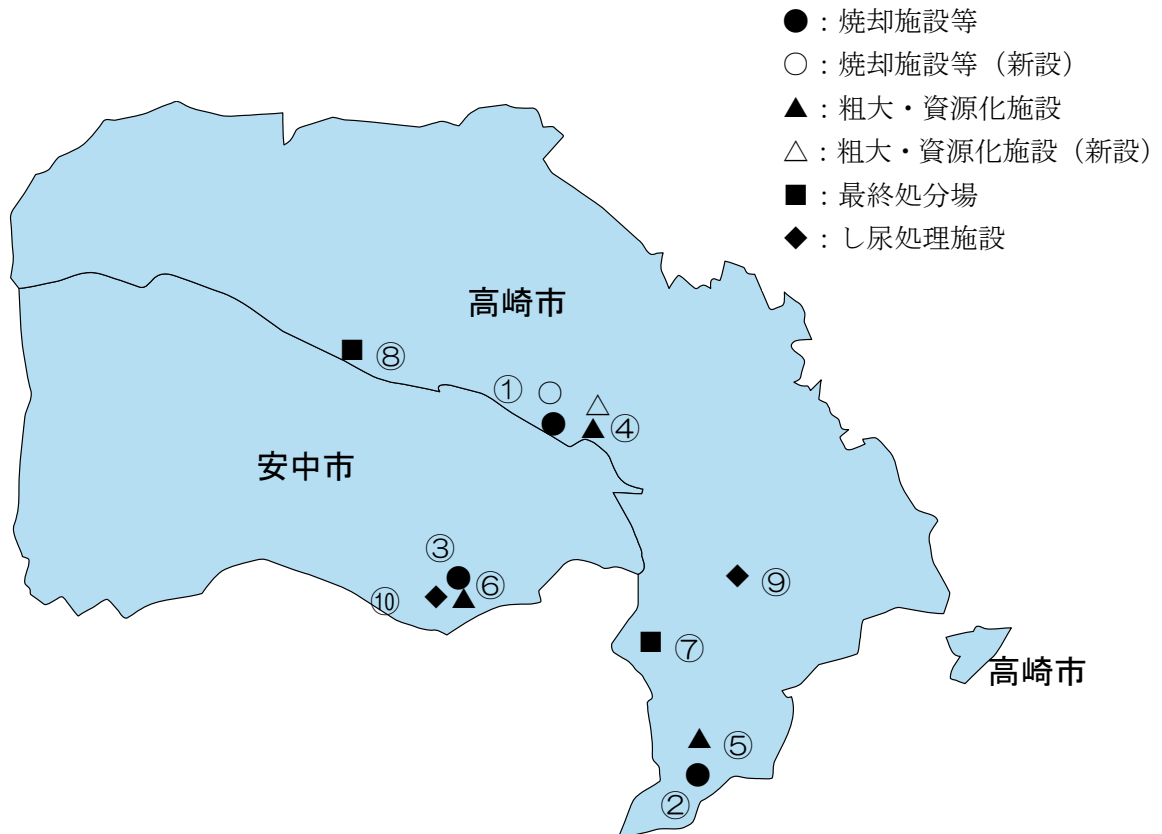 ●：焼却施設等
○：焼却施設等（新設）
▲：粗大・資源化施設
△：粗大・資源化施設（新設）
■：最終処分場
◆：し尿処理施設
高崎市
⑧
①
④
安中市
③
⑥
⑨
⑩
⑦
高崎市
⑤
②